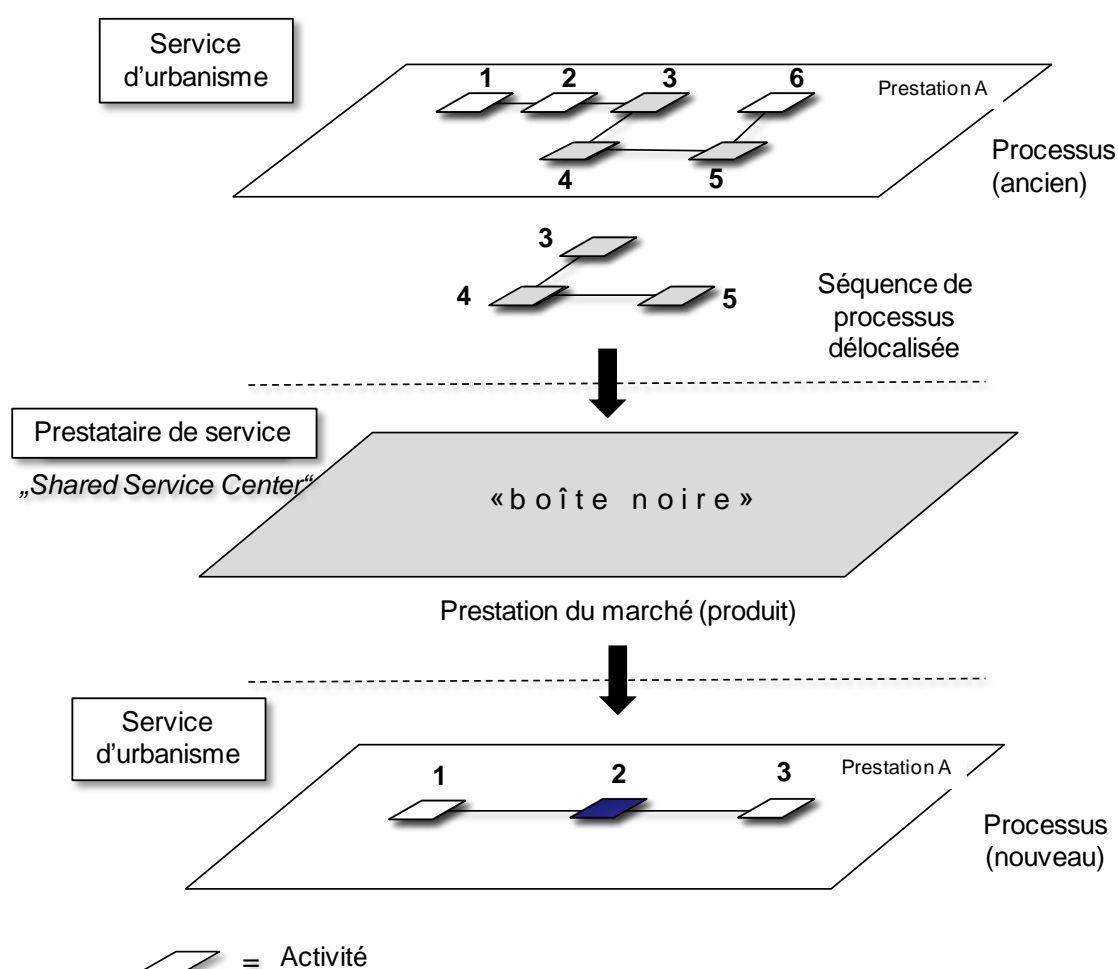 Service
d'urbanisme
1 2 3 6
Prestation A
4 5
Processus
(ancien)
3
4 5
Séquence de
processus
délocalisée
Prestataire de service
„Shared Service Center“
«boîte noire»
Prestation du marché (produit)
Service
d'urbanisme
1 2 3
Prestation A
Processus
(nouveau)
= Activité